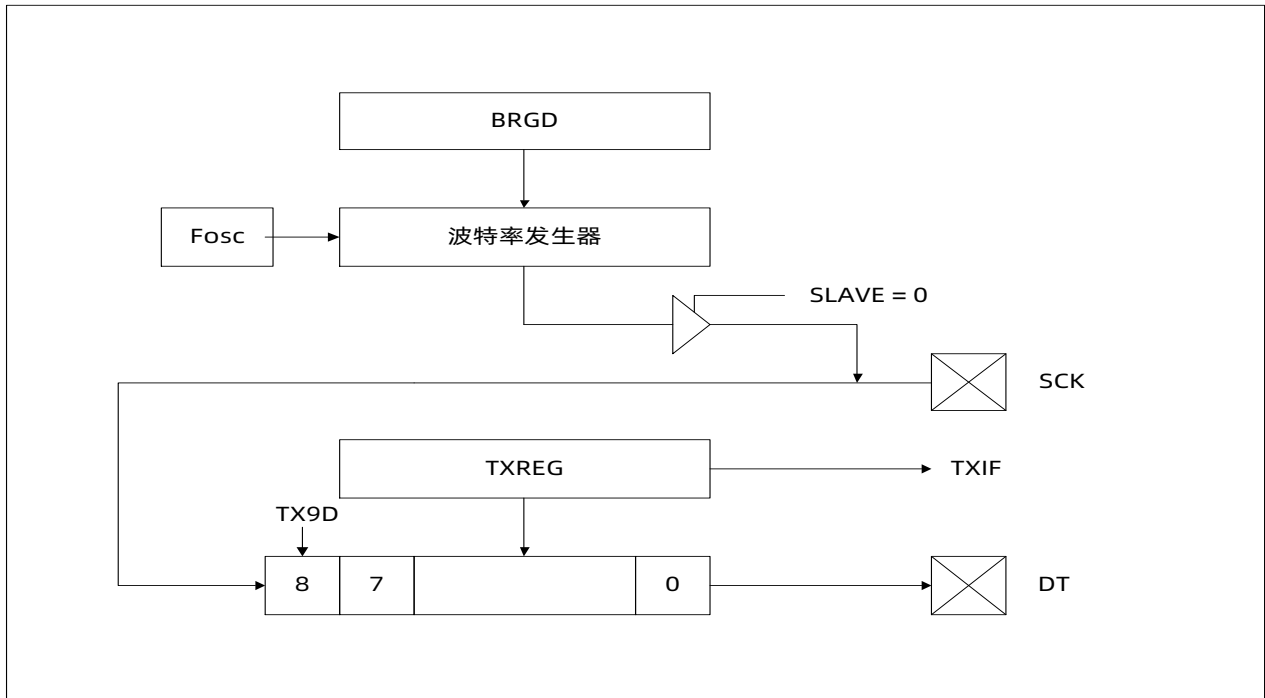 BRGD
Fosc
波特率发生器
SLAVE = 0
SCK
TXREG
TXIF
TX9D
8
7
0
DT